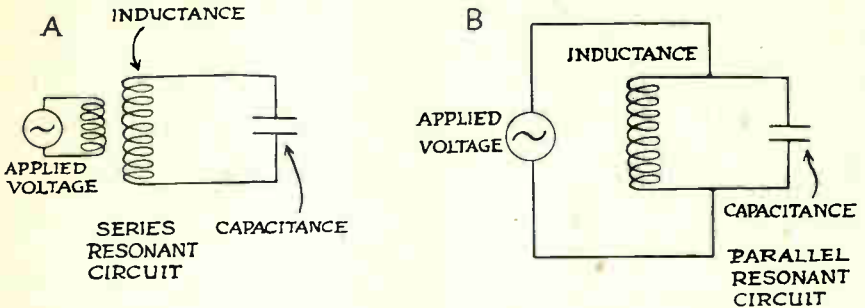 A
INDUCTANCE
APPLIED
VOLTAGE
SERIES
RESONANT
CIRCUIT
CAPACITANCE
B
INDUCTANCE
APPLIED
VOLTAGE
CAPACITANCE
PARALLEL
RESONANT
CIRCUIT